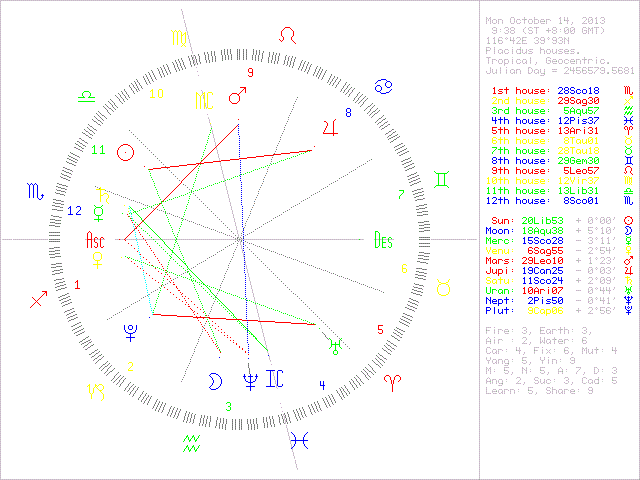 Mon October 14, 2013
9:38 (ST +8:00 GMT)
116°42E 39°93N
Placidus houses.
Tropical, Geocentric.
Julian Day = 2456579.5681
1st house: 28Sco18 ♏
2nd house: 29Sag30 ♐
3rd house: 5Aqu57 ♒
4th house: 12Pis37 ♓
5th house: 13Ari31 ♈
6th house: 8Tau01 ♉
7th house: 28Tau18 ♉
8th house: 29Gem30 ♊
9th house: 5Leo57 ♌
10th house: 12Vir37 ♍
11th house: 13Lib31 ♎
12th house: 8Sco01 ♏
Sun: 20Lib53 + 0°00' ☉
Moon: 18Aqu38 + 5°10' ☽
Merc: 15Sco28 - 3°11' ☿
Venu: 6Sag55 - 2°54' ♀
Mars: 29Leo10 + 1°23' ♂
Jupi: 19Can25 - 0°03' ♃
Satu: 11Sco24 + 2°09' ♄
Uran: 10Ari07 - 0°44' ♅
Nept: 2Pis50 - 0°41' ♆
Plut: 9Cap08 + 2°56' ♇
Fire: 3, Earth: 3,
Air : 2, Water: 6
Car: 4, Fix: 6, Mut: 4
Yang: 5, Yin: 9
M: 5, N: 5, A: 7, D: 3
Ang: 2, Suc: 3, Cad: 5
Learn: 5, Share: 9
♍ ♌
9
♂
10 MC
♎ ♋
8
♃
11 ☉
♊
♏ 7
♄
12 ☿
Asc Des
♀
6
♐ 1 ♉
♇ 5
♅
2
☽ ♆ IC 4
♑ ♈
3
♒ ♓